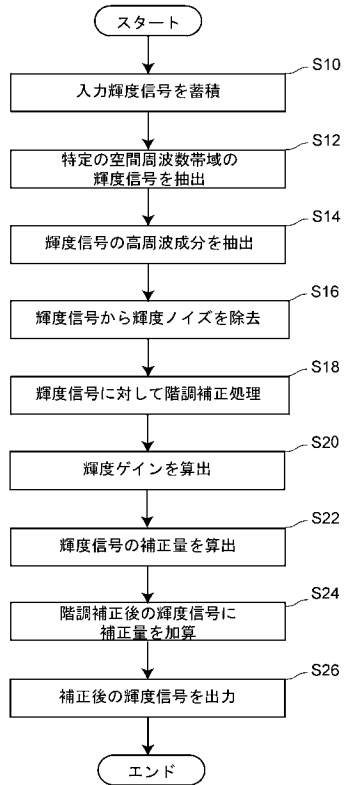 スタート
S10
入力輝度信号を蓄積
S12
特定の空間周波数帯域の
輝度信号を抽出
S14
輝度信号の高周波成分を抽出
S16
輝度信号から輝度ノイズを除去
S18
輝度信号に対して階調補正処理
S20
輝度ゲインを算出
S22
輝度信号の補正量を算出
S24
階調補正後の輝度信号に
補正量を加算
S26
補正後の輝度信号を出力
エンド